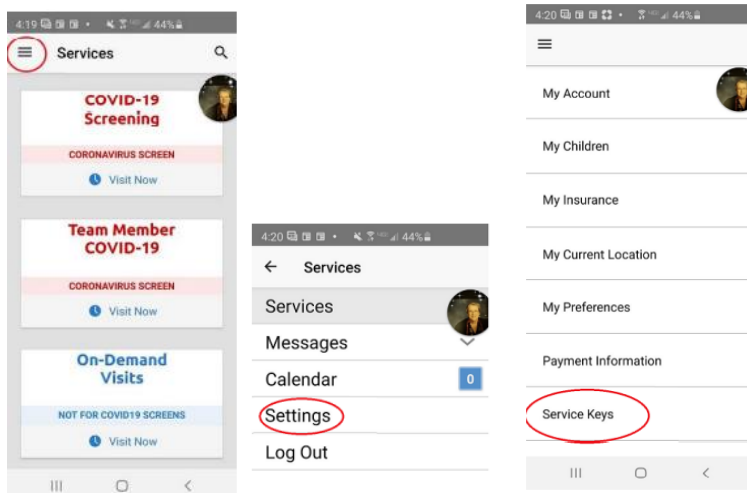 4:19 44%
Services
COVID-19
Screening
CORONAVIRUS SCREEN
Visit Now
Team Member
COVID-19
CORONAVIRUS SCREEN
Visit Now
On-Demand
Visits
NOT FOR COVID19 SCREENS
Visit Now
4:20 44%
Services
Services
Messages
Calendar 0
Settings
Log Out
4:20 44%
My Account
My Children
My Insurance
My Current Location
My Preferences
Payment Information
Service Keys